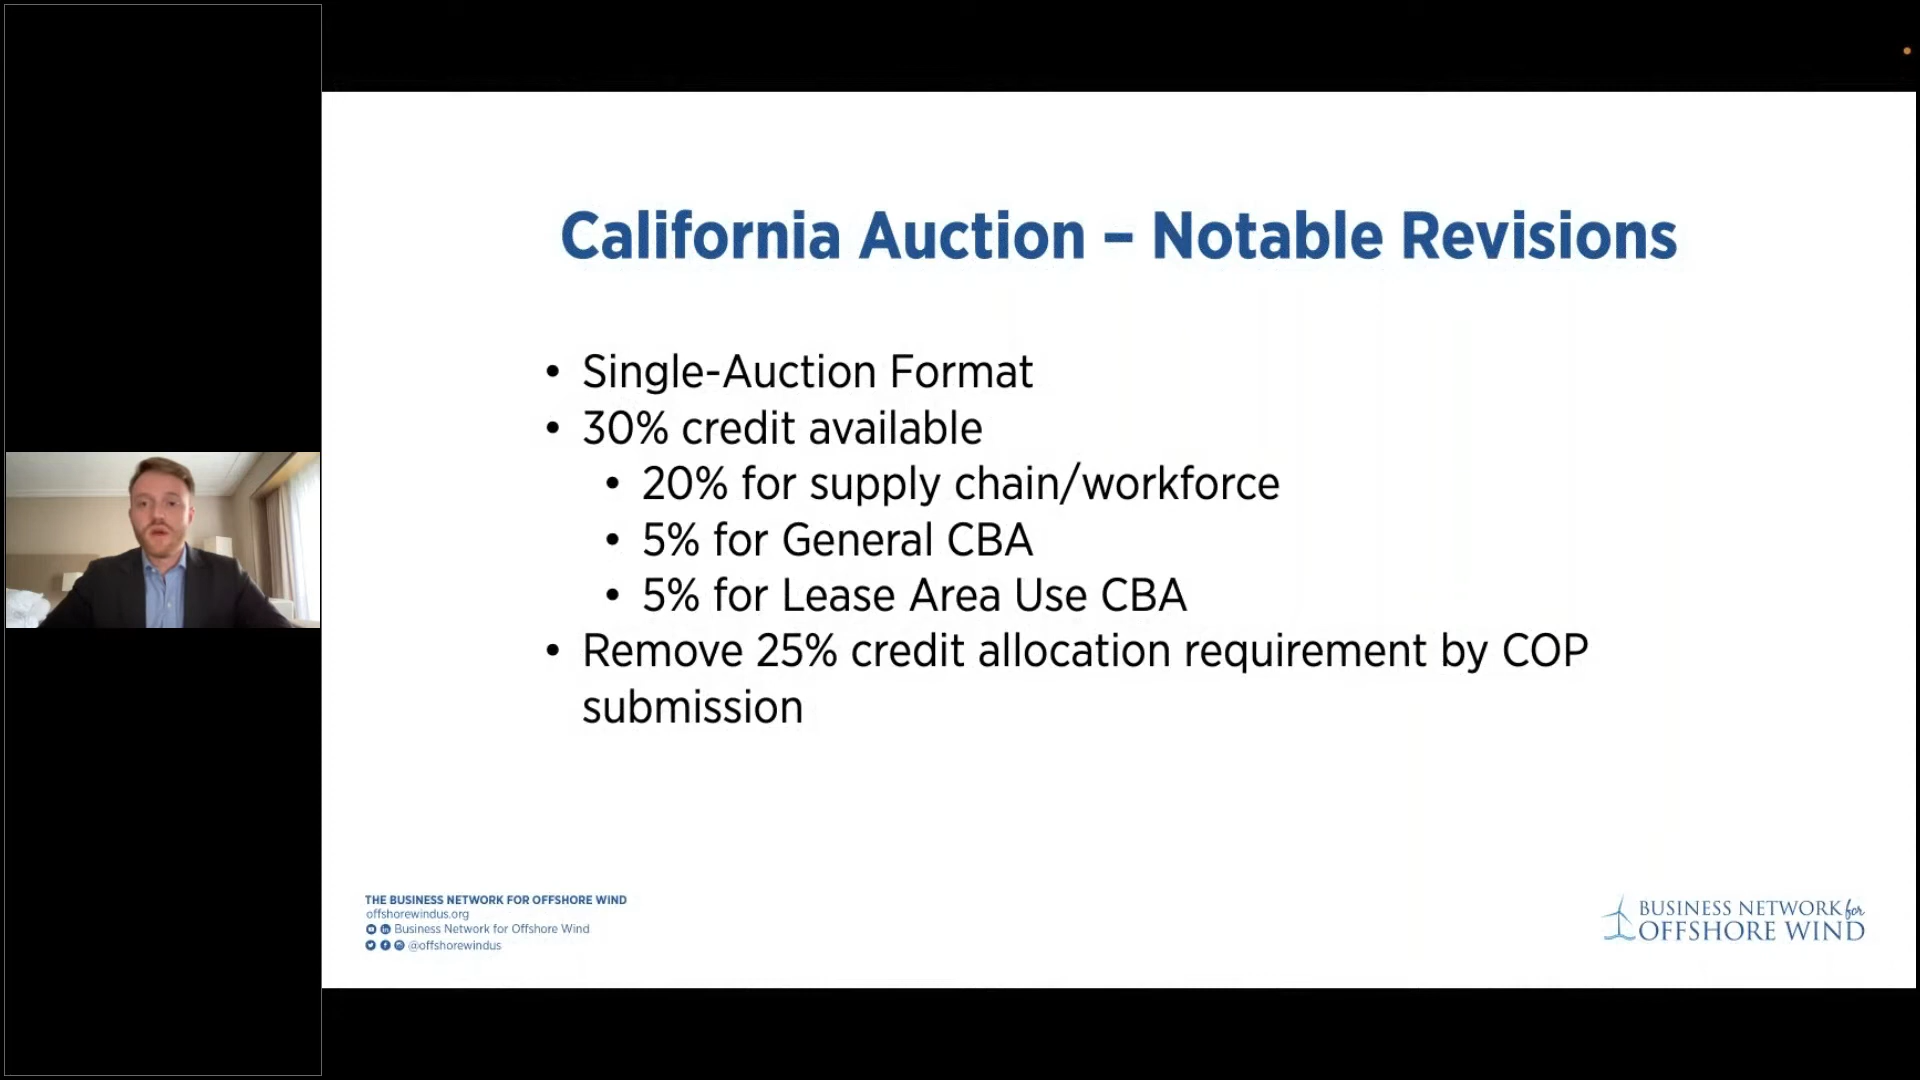 California Auction – Notable Revisions
• Single-Auction Format
• 30% credit available
• 20% for supply chain/workforce
• 5% for General CBA
• 5% for Lease Area Use CBA
• Remove 25% credit allocation requirement by COP
submission
THE BUSINESS NETWORK FOR OFFSHORE WIND
offshorewindus.org
Business Network for Offshore Wind
@offshorewindus
BUSINESS NETWORK for
OFFSHORE WIND